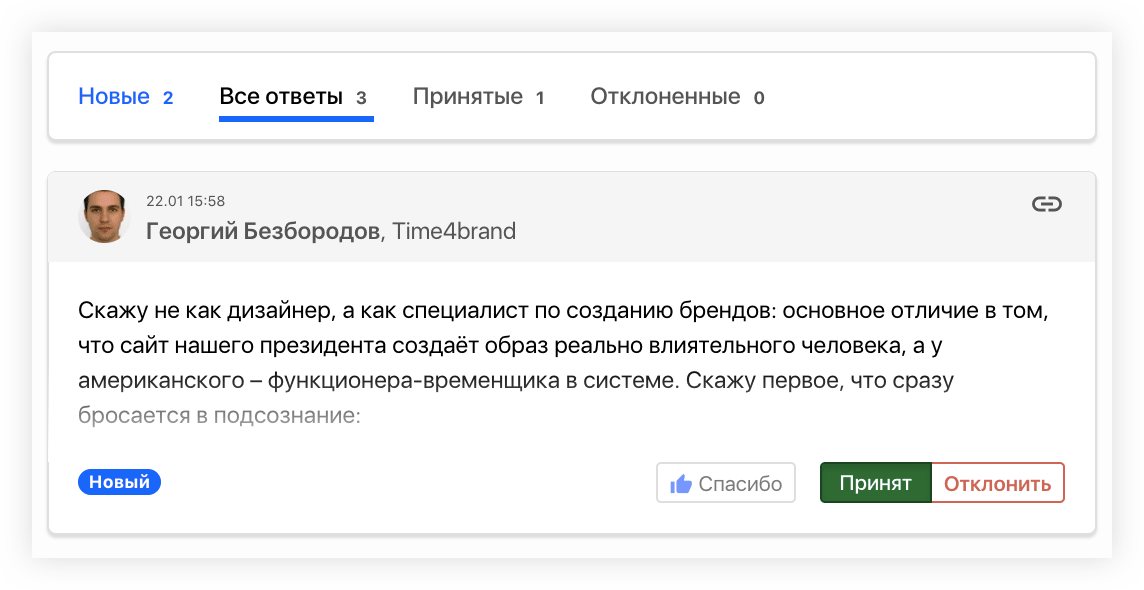 Новые 2 Все ответы 3 Принятые 1 Отклоненные 0
22.01 15:58
Георгий Безбородов, Time4brand
Скажу не как дизайнер, а как специалист по созданию брендов: основное отличие в том,
что сайт нашего президента создаёт образ реально влиятельного человека, а у
американского – функционера-временщика в системе. Скажу первое, что сразу
бросается в подсознание:
Новый Спасибо Принят Отклонить